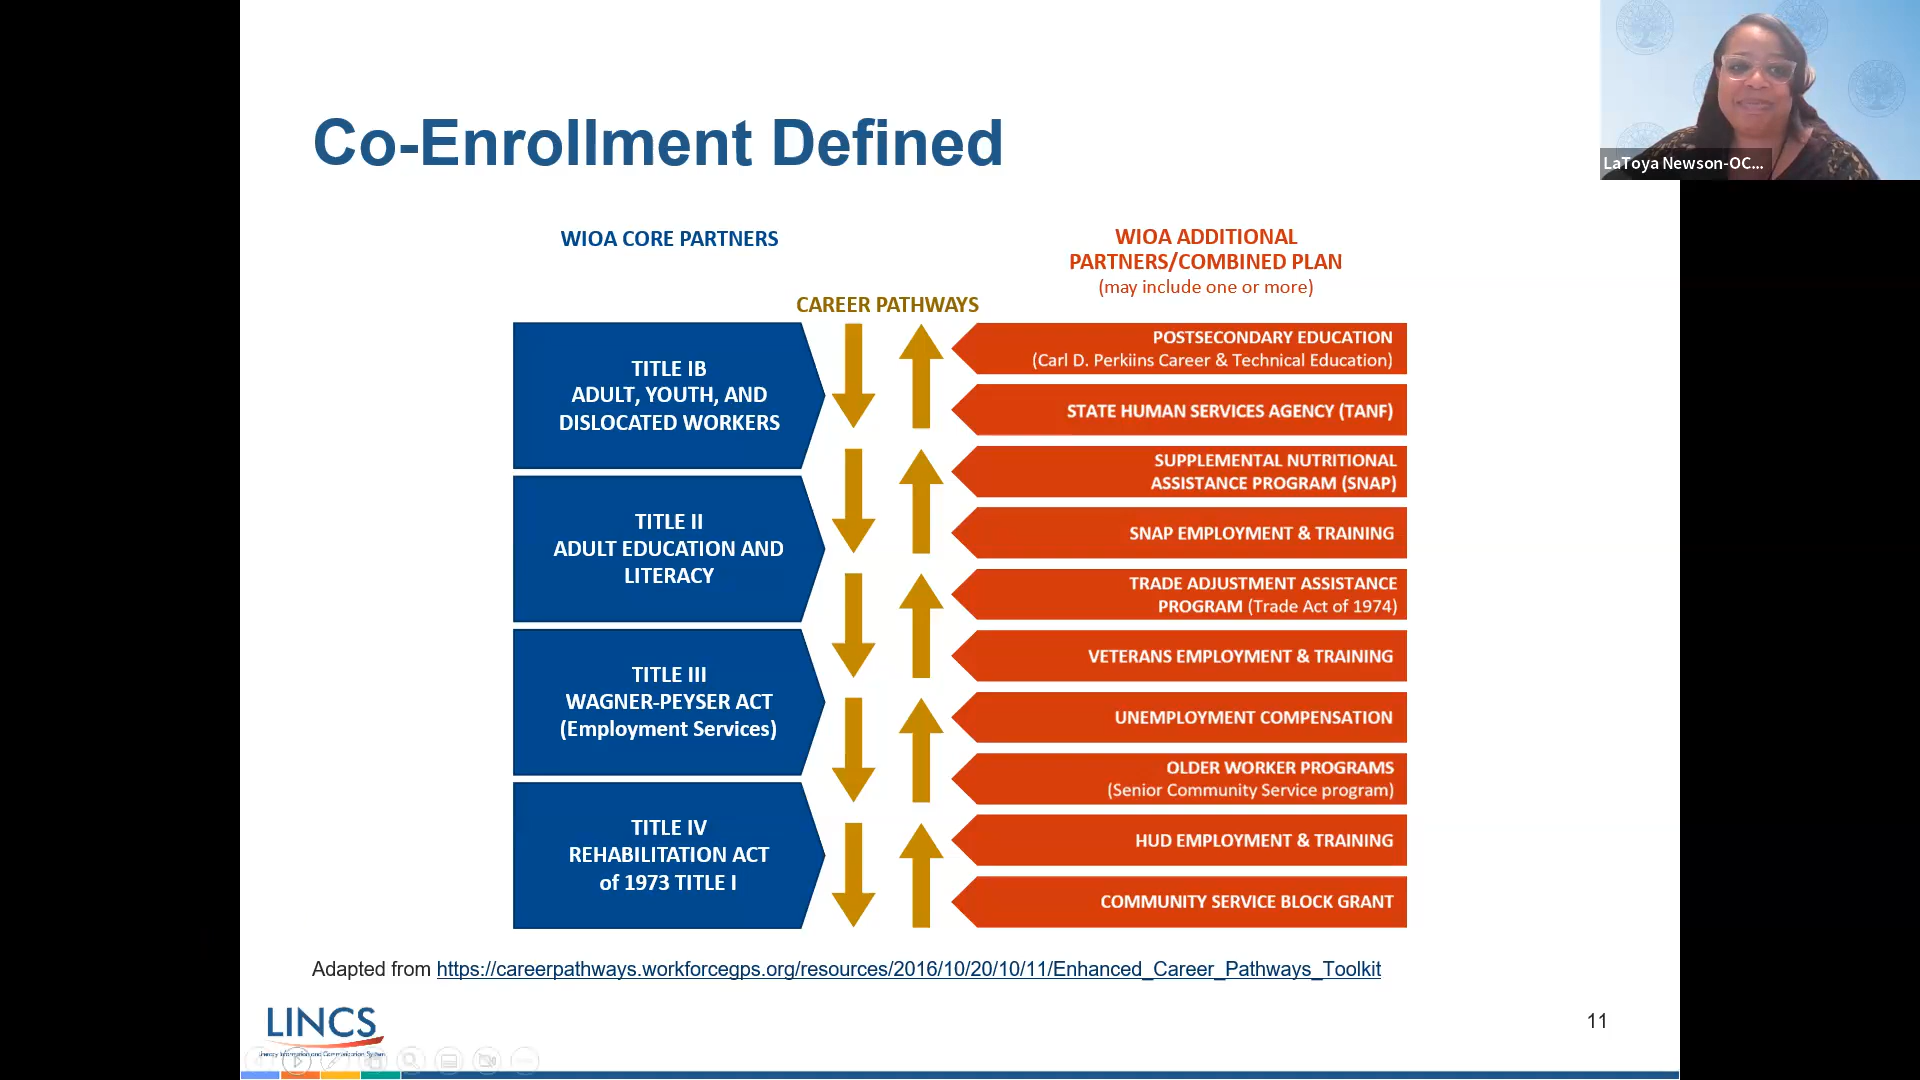 Co-Enrollment Defined
LaToya Newson-OC...
WIOA CORE PARTNERS
WIOA ADDITIONAL
PARTNERS/COMBINED PLAN
(may include one or more)
CAREER PATHWAYS
TITLE IB
ADULT, YOUTH, AND
DISLOCATED WORKERS
TITLE II
ADULT EDUCATION AND
LITERACY
TITLE III
WAGNER-PEYSER ACT
(Employment Services)
TITLE IV
REHABILITATION ACT
of 1973 TITLE I
POSTSECONDARY EDUCATION
(Carl D. Perkiins Career & Technical Education)
STATE HUMAN SERVICES AGENCY (TANF)
SUPPLEMENTAL NUTRITIONAL
ASSISTANCE PROGRAM (SNAP)
SNAP EMPLOYMENT & TRAINING
TRADE ADJUSTMENT ASSISTANCE
PROGRAM (Trade Act of 1974)
VETERANS EMPLOYMENT & TRAINING
UNEMPLOYMENT COMPENSATION
OLDER WORKER PROGRAMS
(Senior Community Service program)
HUD EMPLOYMENT & TRAINING
COMMUNITY SERVICE BLOCK GRANT
Adapted from https://careerpathways.workforcegps.org/resources/2016/10/20/10/11/Enhanced_Career_Pathways_Toolkit
LINCS
Literacy Information and Communication System
11